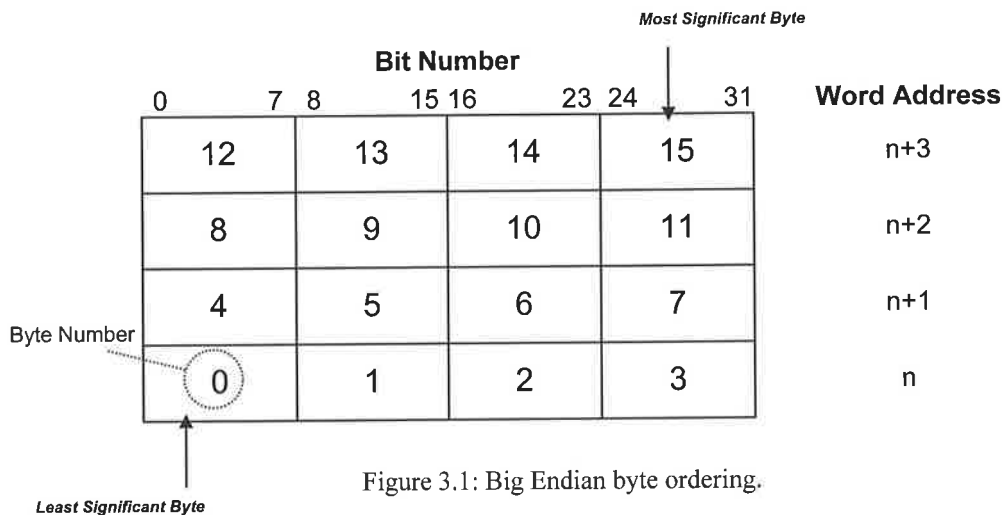 Most Significant Byte
Bit Number
0 7 8 15 16 23 24 31 Word Address
12 13 14 15 n+3
8 9 10 11 n+2
4 5 6 7 n+1
Byte Number
0 1 2 3 n
Figure 3.1: Big Endian byte ordering.
Least Significant Byte